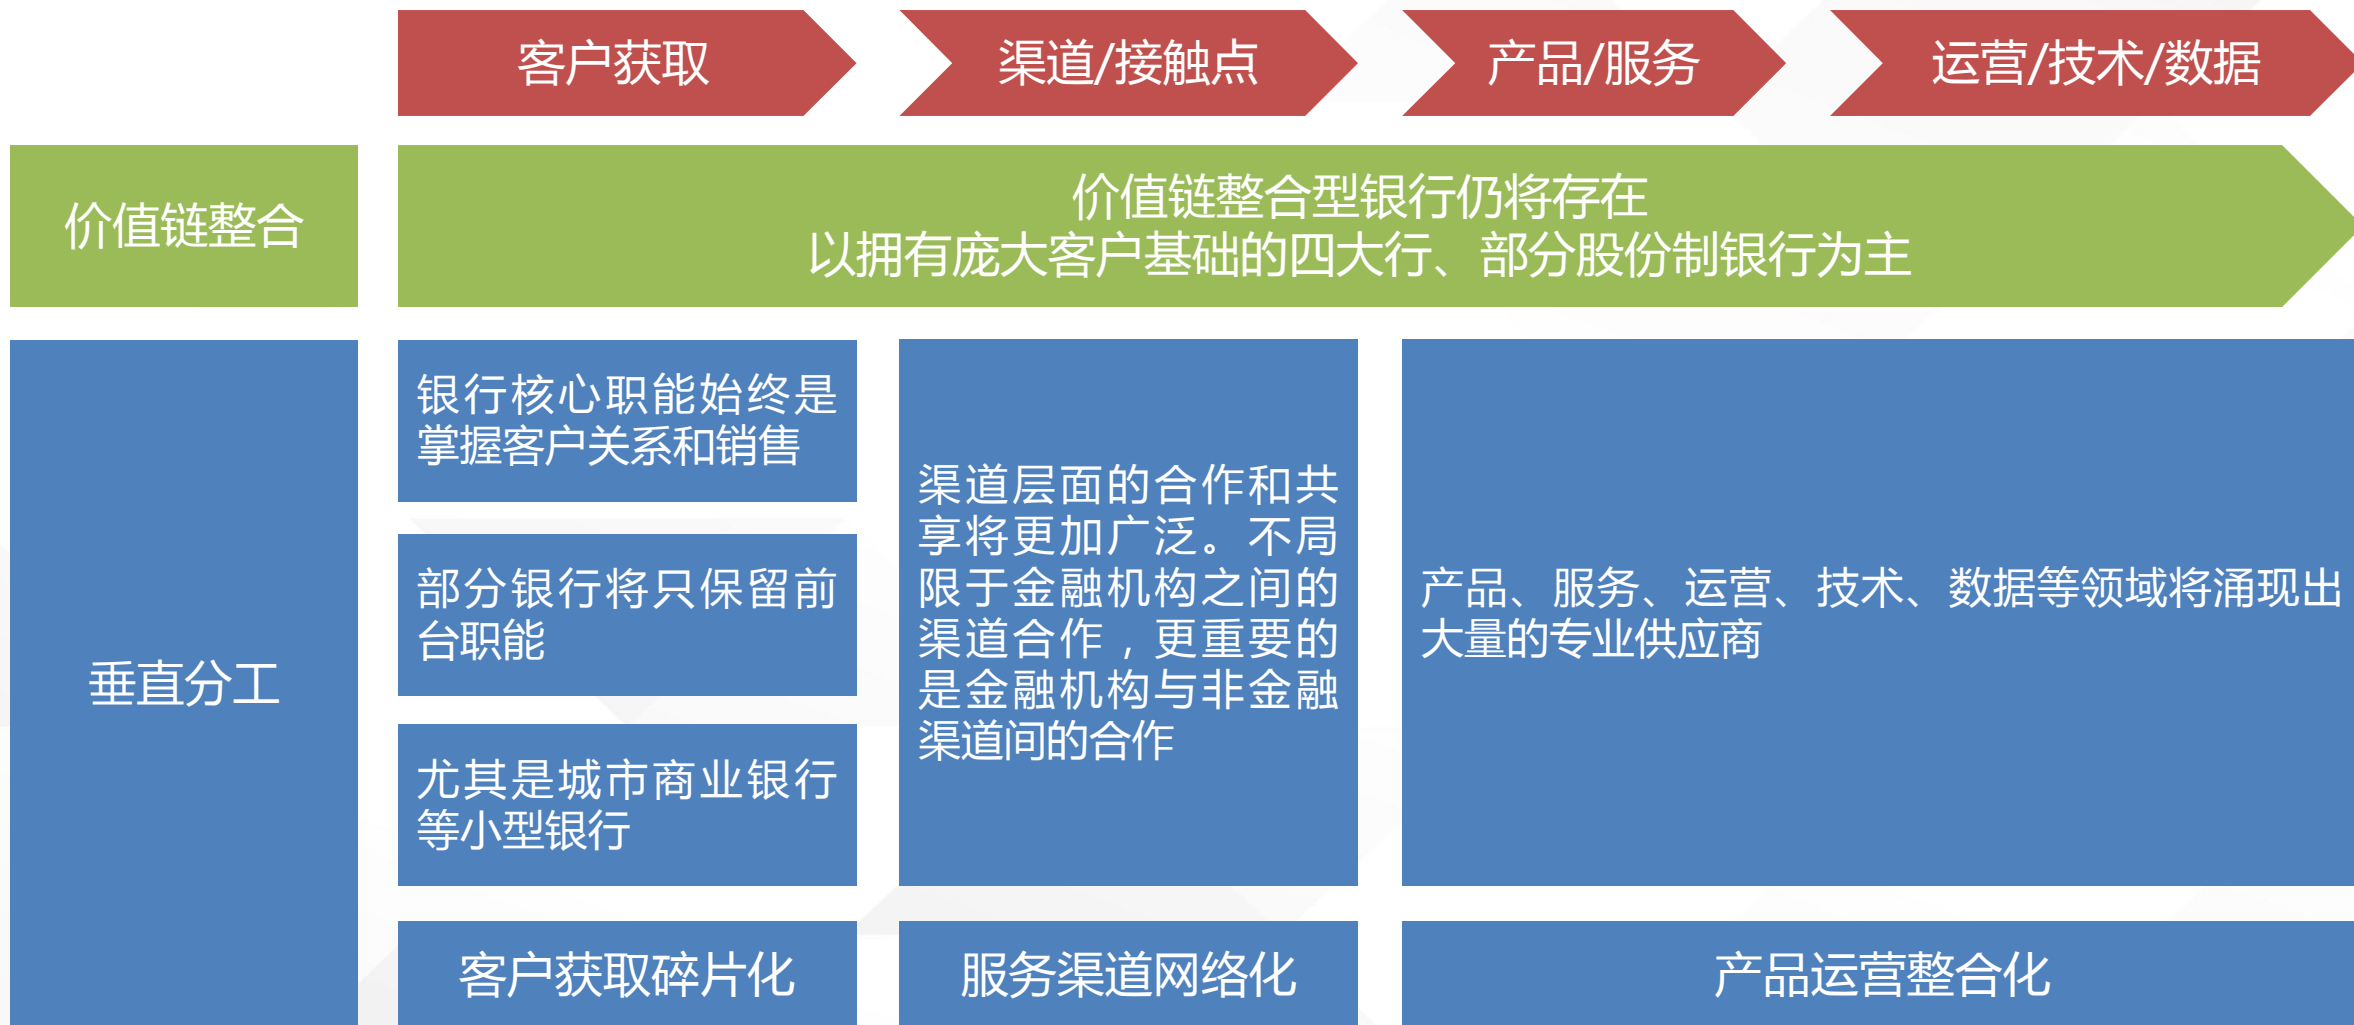 客户获取
渠道/接触点
产品/服务
运营/技术/数据
价值链整合
价值链整合型银行仍将存在
以拥有庞大客户基础的四大行、部分股份制银行为主
垂直分工
银行核心职能始终是
掌握客户关系和销售
部分银行将只保留前
台职能
尤其是城市商业银行
等小型银行
渠道层面的合作和共
享将更加广泛。不局
限于金融机构之间的
渠道合作，更重要的
是金融机构与非金融
渠道间的合作
产品、服务、运营、技术、数据等领域将涌现出
大量的专业供应商
客户获取碎片化
服务渠道网络化
产品运营整合化